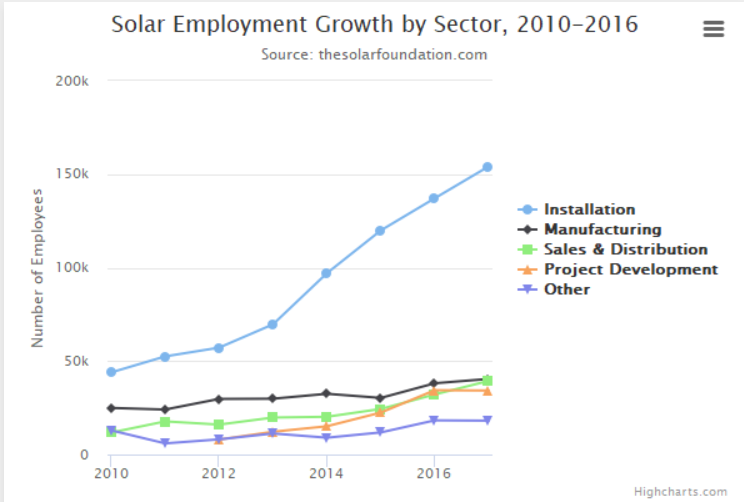 Solar Employment Growth by Sector, 2010-2016
Source: thesolarfoundation.com
Number of Employees
200k
150k
100k
50k
0
2010
2012
2014
2016
Installation
Manufacturing
Sales & Distribution
Project Development
Other
Highcharts.com